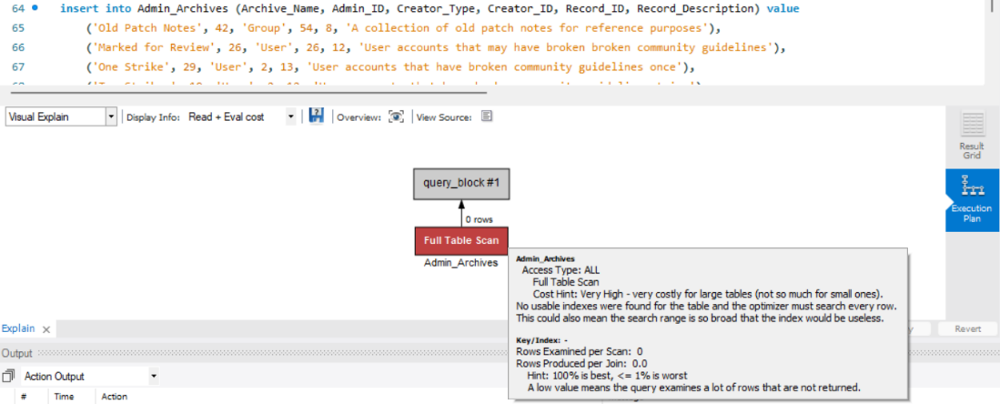 64 insert into Admin_Archives (Archive_Name, Admin_ID, Creator_Type, Creator_ID, Record_ID, Record_Description) value
65 ('Old Patch Notes', 42, 'Group', 54, 8, 'A collection of old patch notes for reference purposes'),
66 ('Marked for Review', 26, 'User', 26, 12, 'User accounts that may have broken broken community guidelines'),
67 ('One Strike', 29, 'User', 2, 13, 'User accounts that have broken community guidelines once'),
Visual Explain Display Info: Read + Eval cost Overview: View Source:
Result
Grid
Execution
Plan
query_block #1
0 rows
Full Table Scan
Admin_Archives
Admin_Archives
Access Type: ALL
Full Table Scan
Cost Hint: Very High - very costly for large tables (not so much for small ones).
No usable indexes were found for the table and the optimizer must search every row.
This could also mean the search range is so broad that the index would be useless.
Key/Index: -
Rows Examined per Scan: 0
Rows Produced per Join: 0.0
Hint: 100% is best, <= 1% is worst
A low value means the query examines a lot of rows that are not returned.
Explain
Revert
Output
Action Output
# Time Action